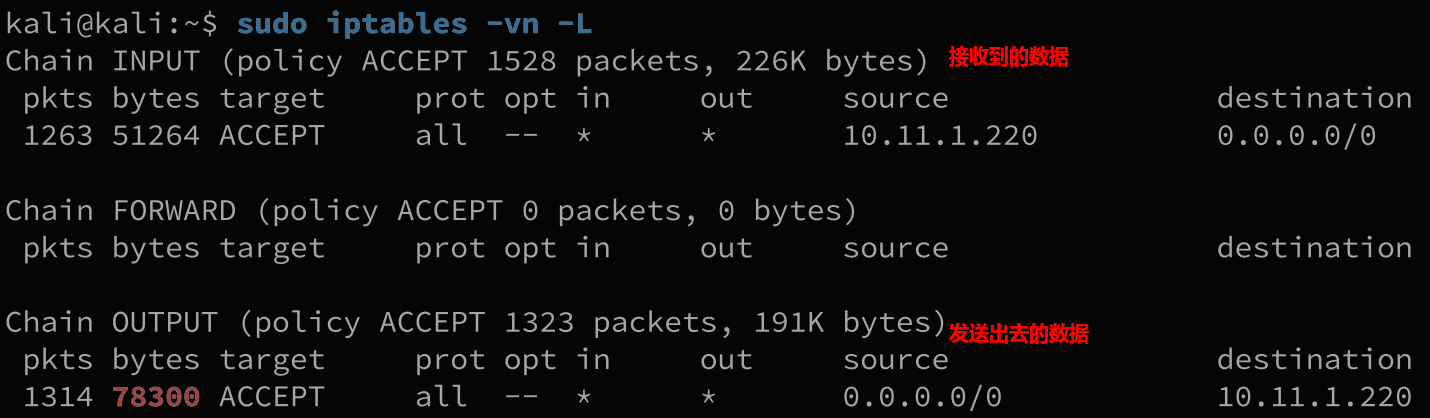 kali@kali:~$ sudo iptables -vn -L
Chain INPUT (policy ACCEPT 1528 packets, 226K bytes) 接收到的数据
pkts bytes target prot opt in out source destination
1263 51264 ACCEPT all -- * * 10.11.1.220 0.0.0.0/0
Chain FORWARD (policy ACCEPT 0 packets, 0 bytes)
pkts bytes target prot opt in out source destination
Chain OUTPUT (policy ACCEPT 1323 packets, 191K bytes) 发送出去的数据
pkts bytes target prot opt in out source destination
1314 78300 ACCEPT all -- * * 0.0.0.0/0 10.11.1.220